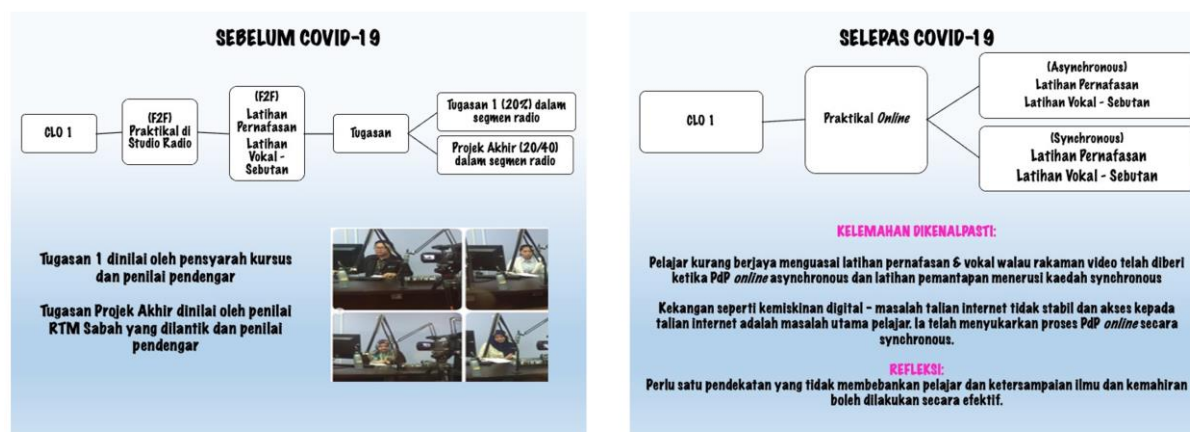 SEBELUM COVID-19
CLO 1
(F2F)
Praktikal di
Studio Radio
(F2F)
Latihan
Pernafasan
Latihan
Vokal -
Sebutan
Tugasan
Tugasan 1 (20%) dalam
segmen radio
Projek Akhir (20/40)
dalam segmen radio
Tugasan 1 dinilai oleh pensyarah kursus
dan penilai pendengar
Tugasan Projek Akhir dinilai oleh penilai
RTM Sabah yang dilantik dan penilai
pendengar
SELEPAS COVID-19
CLO 1
Praktikal Online
(Asynchronous)
Latihan Pernafasan
Latihan Vokal - Sebutan
(Synchronous)
Latihan Pernafasan
Latihan Vokal - Sebutan
KELEMAHAN DIKENALPASTI:
Pelajar kurang berjaya menguasai latihan pernafasan & vokal walau rakaman video telah diberi
ketika PdP online asynchronous dan latihan pemantapan menerusi kaedah synchronous
Kekangan seperti kemiskinan digital - masalah talian internet tidak stabil dan akses kepada
talian internet adalah masalah utama pelajar. Ia telah menyukarkan proses PdP online secara
synchronous.
REFLEKSI:
Perlu satu pendekatan yang tidak membebankan pelajar dan ketersampaian ilmu dan kemahiran
boleh dilakukan secara efektif.